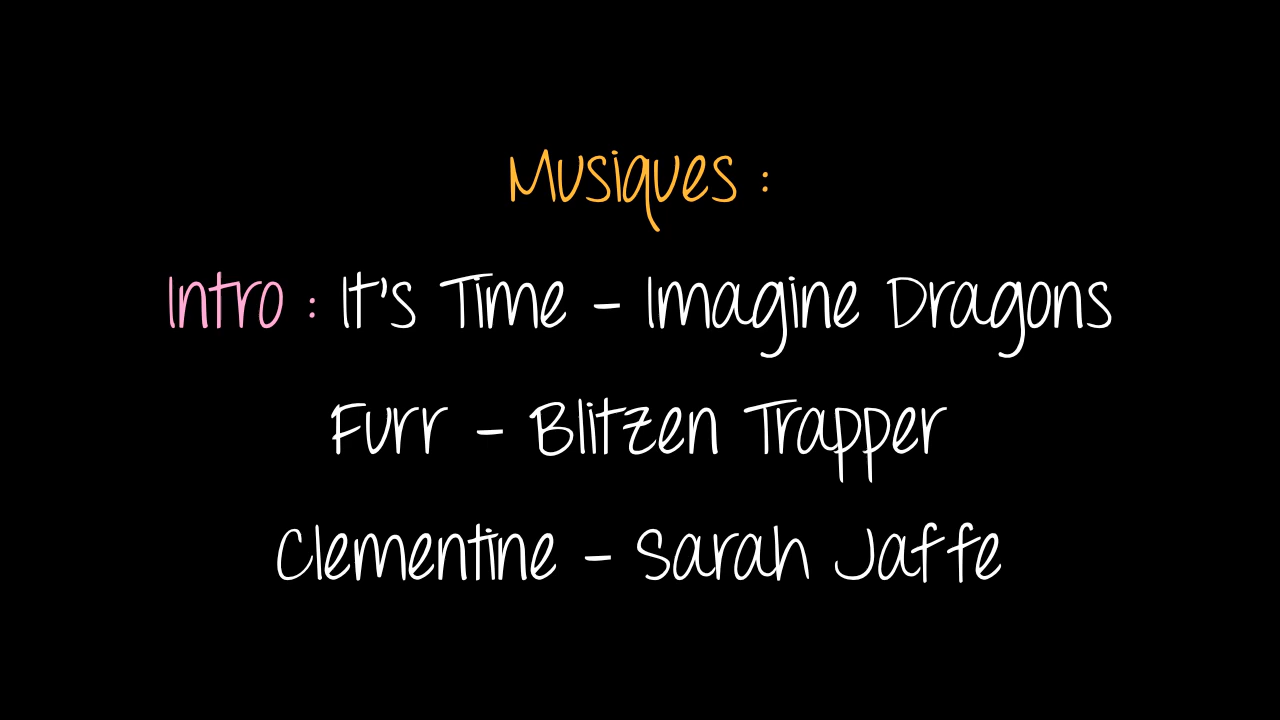 Musiques :
Intro : It's Time - Imagine Dragons
Furr - Blitzen Trapper
Clementine - Sarah Jaffe